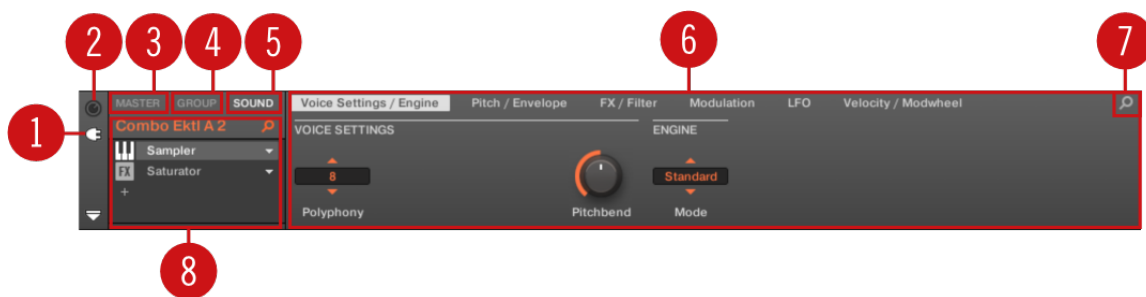 2 3 4 5 6 7
MASTER GROUP SOUND Voice Settings / Engine Pitch / Envelope FX / Filter Modulation LFO Velocity / Modwheel
1 Combo Ektl A 2 VOICE SETTINGS ENGINE
Sampler
FX Saturator 8 Standard
+
Polyphony Pitchbend Mode
8